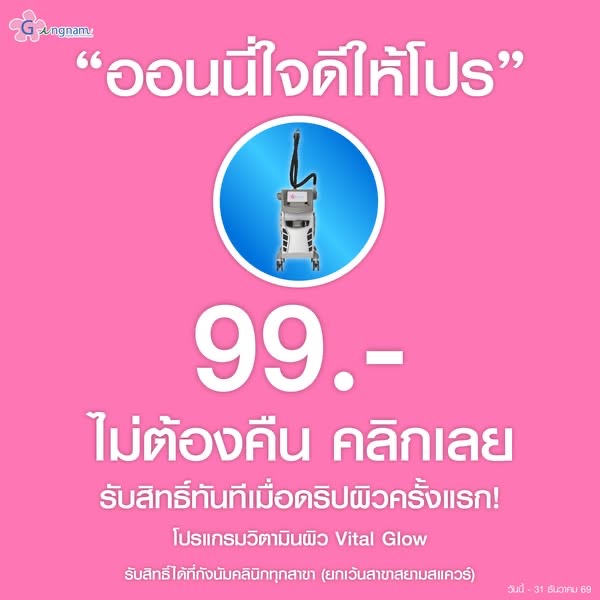 Gangnam
“ออนนี่ใจดีให้โปร”
99.-
ไม่ต้องคืน คลิกเลย
รับสิทธิ์ทันทีเมื่อดริปผิวครั้งแรก!
โปรแกรมวิตามินผิว Vital Glow
รับสิทธิ์ได้ที่กังนัมคลินิกทุกสาขา (ยกเว้นสาขาสยามสแควร์)
วันนี้ - 31 ธันวาคม 69